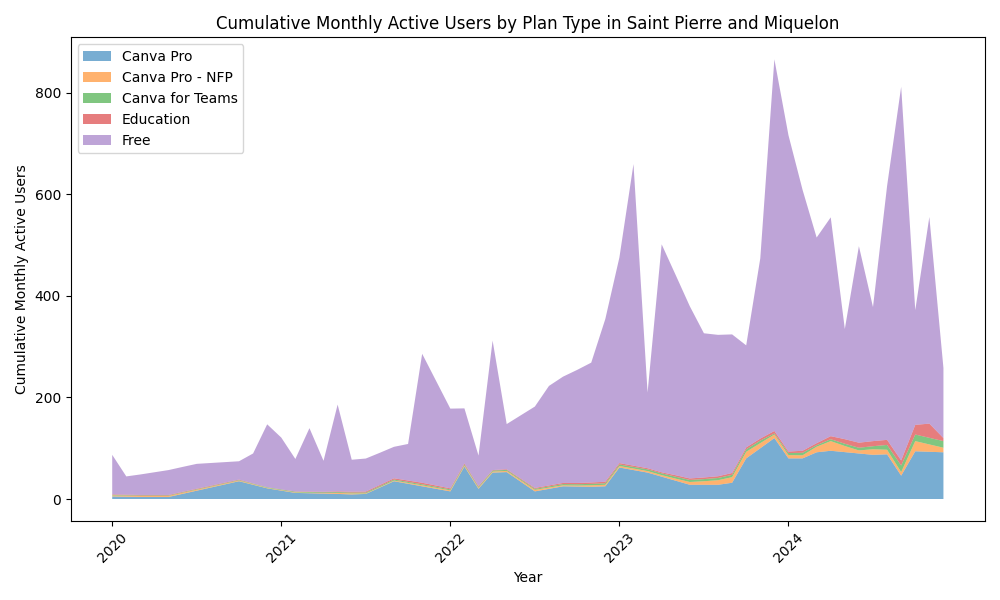 Cumulative Monthly Active Users by Plan Type in Saint Pierre and Miquelon
Canva Pro
Canva Pro - NFP
Canva for Teams
Education
Free
Cumulative Monthly Active Users
800
600
400
200
0
2020
2021
2022
2023
2024
Year